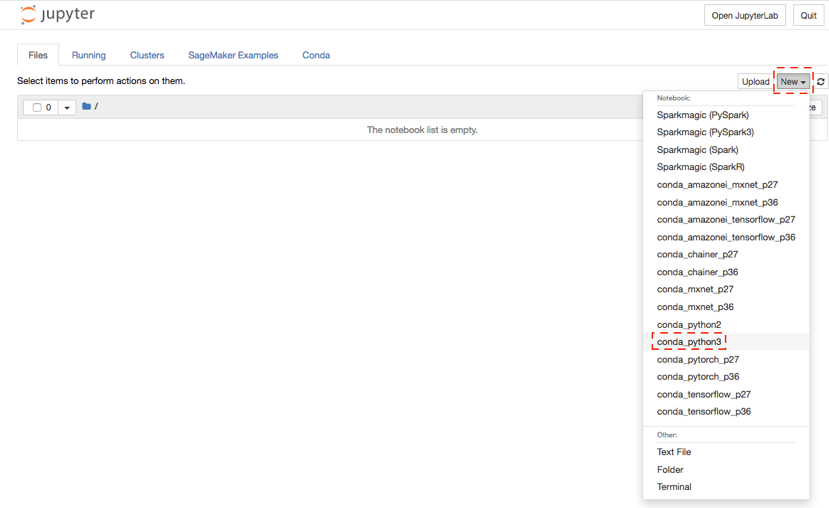 jupyter
Open JupyterLab Quit
Files Running Clusters SageMaker Examples Conda
Select items to perform actions on them.
Upload New
0 /
The notebook list is empty.
Notebook:
Sparkmagic (PySpark)
Sparkmagic (PySpark3)
Sparkmagic (Spark)
Sparkmagic (SparkR)
conda_amazonei_mxnet_p27
conda_amazonei_mxnet_p36
conda_amazonei_tensorflow_p27
conda_amazonei_tensorflow_p36
conda_chainer_p27
conda_chainer_p36
conda_mxnet_p27
conda_mxnet_p36
conda_python2
conda_python3
conda_pytorch_p27
conda_pytorch_p36
conda_tensorflow_p27
conda_tensorflow_p36
Other:
Text File
Folder
Terminal